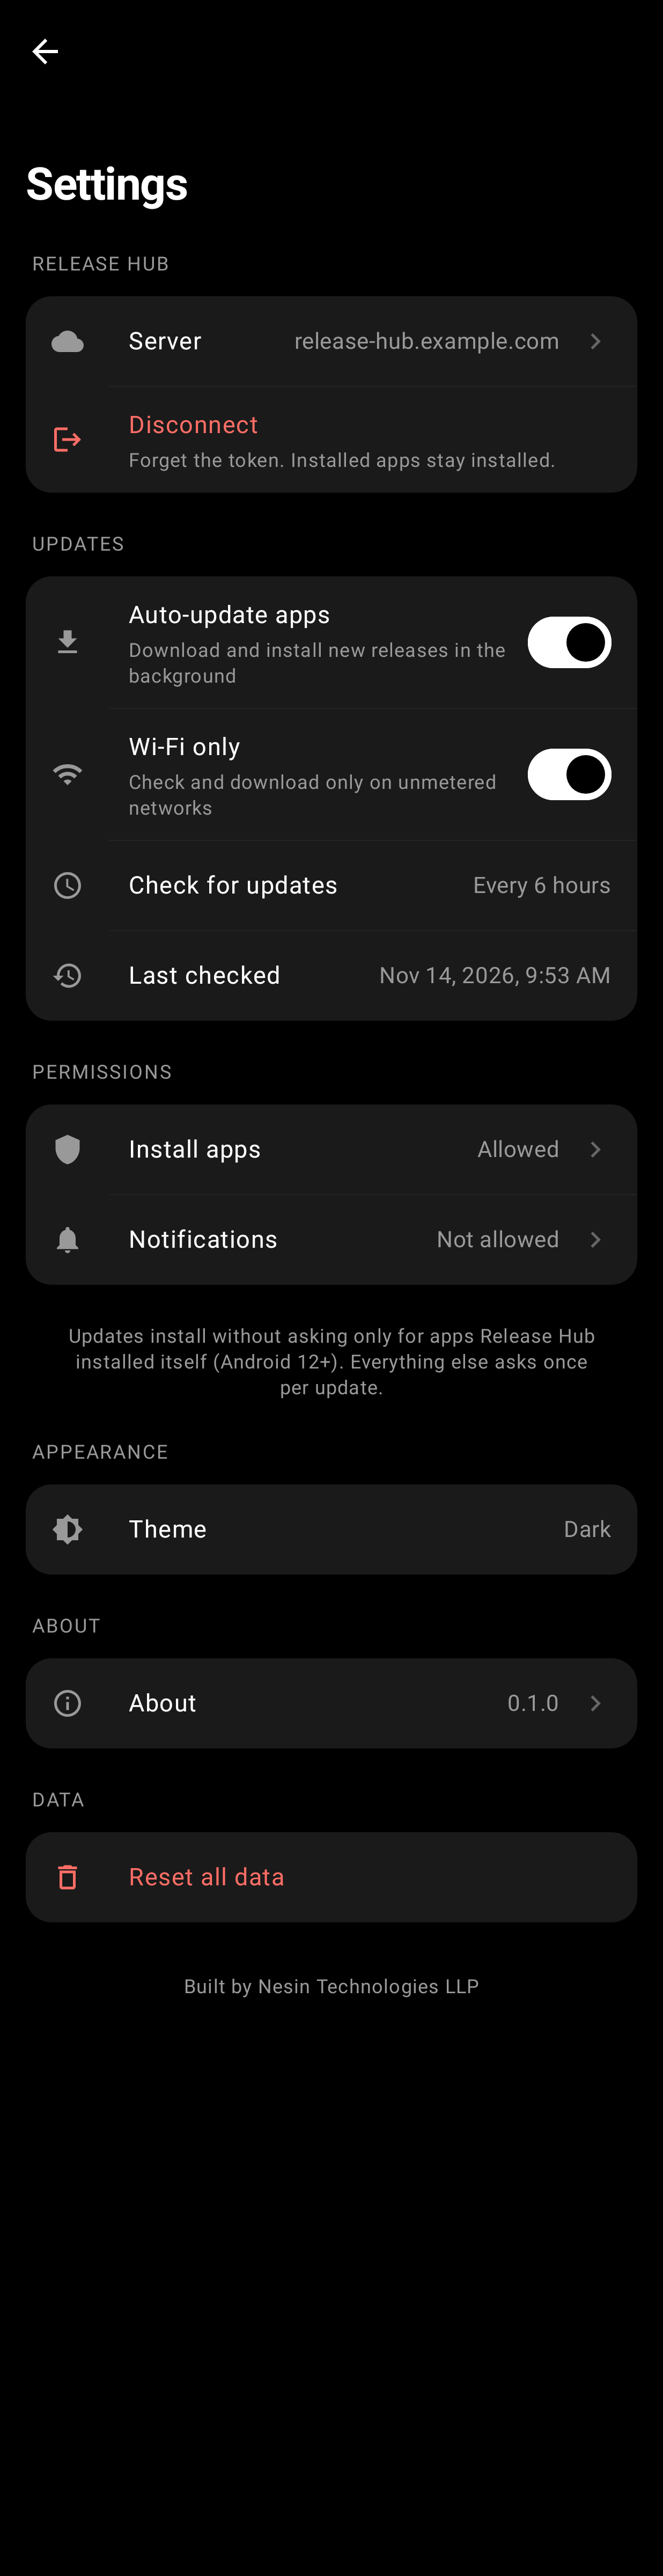 Settings
RELEASE HUB
Server release-hub.example.com
Disconnect
Forget the token. Installed apps stay installed.
UPDATES
Auto-update apps
Download and install new releases in the
background
Wi-Fi only
Check and download only on unmetered
networks
Check for updates Every 6 hours
Last checked Nov 14, 2026, 9:53 AM
PERMISSIONS
Install apps Allowed
Notifications Not allowed
Updates install without asking only for apps Release Hub
installed itself (Android 12+). Everything else asks once
per update.
APPEARANCE
Theme Dark
ABOUT
About 0.1.0
DATA
Reset all data
Built by Nesin Technologies LLP